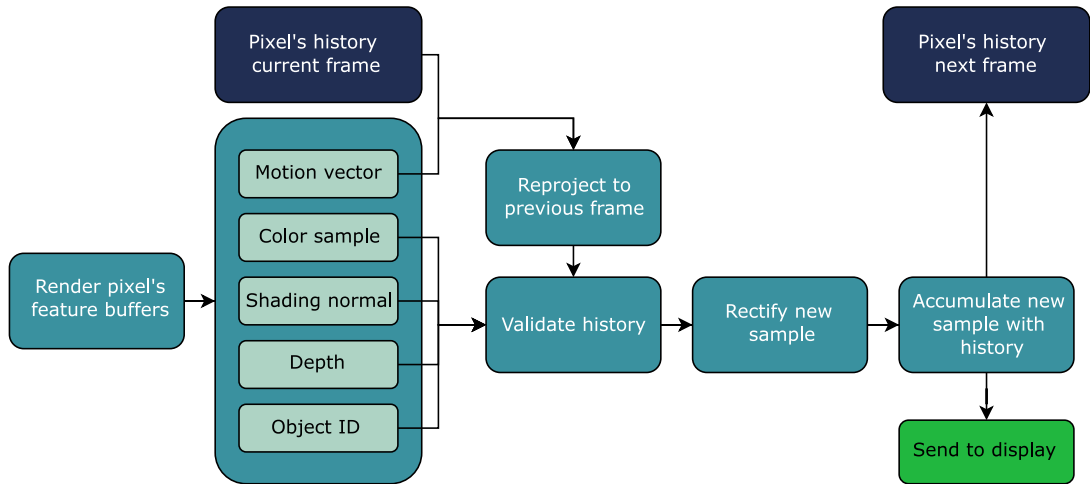 Pixel's history
current frame
Pixel's history
next frame
Motion vector
Color sample
Shading normal
Depth
Object ID
Render pixel's
feature buffers
Reproject to
previous frame
Validate history
Rectify new
sample
Accumulate new
sample with
history
Send to display